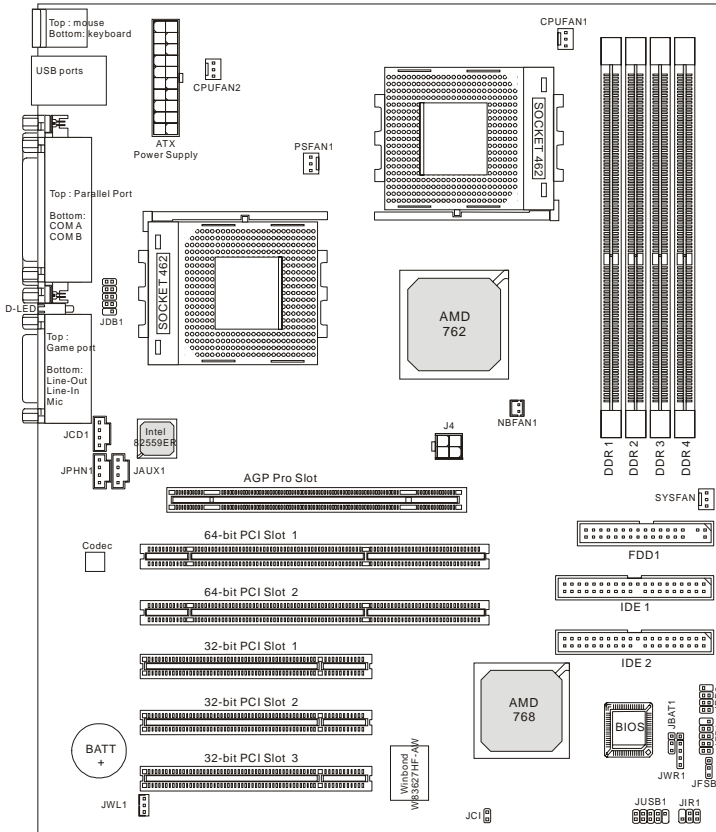 Top : mouse
Bottom: keyboard
CPUFAN1
USB ports
CPUFAN2
ATX
Power Supply
PSFAN1
SOCKET 462
Top : Parallel Port
Bottom:
COM A
COM B
SOCKET 462
D-LED
JDB1
AMD
762
Top :
Game port
Bottom:
Line-Out
Line-In
Mic
NBFAN1
JCD1
Intel
82559ER
J4
DDR 1
DDR 2
DDR 3
DDR 4
JPHN1
JAUX1
AGP Pro Slot
SYSFAN
Codec
64-bit PCI Slot 1
FDD1
64-bit PCI Slot 2
IDE 1
32-bit PCI Slot 1
IDE 2
32-bit PCI Slot 2
AMD
768
BIOS
JBAT1
BATT
+
32-bit PCI Slot 3
Winbond
W83627HF-AW
JWR1
JFSB
JWL1
JCI
JUSB1
JIR1